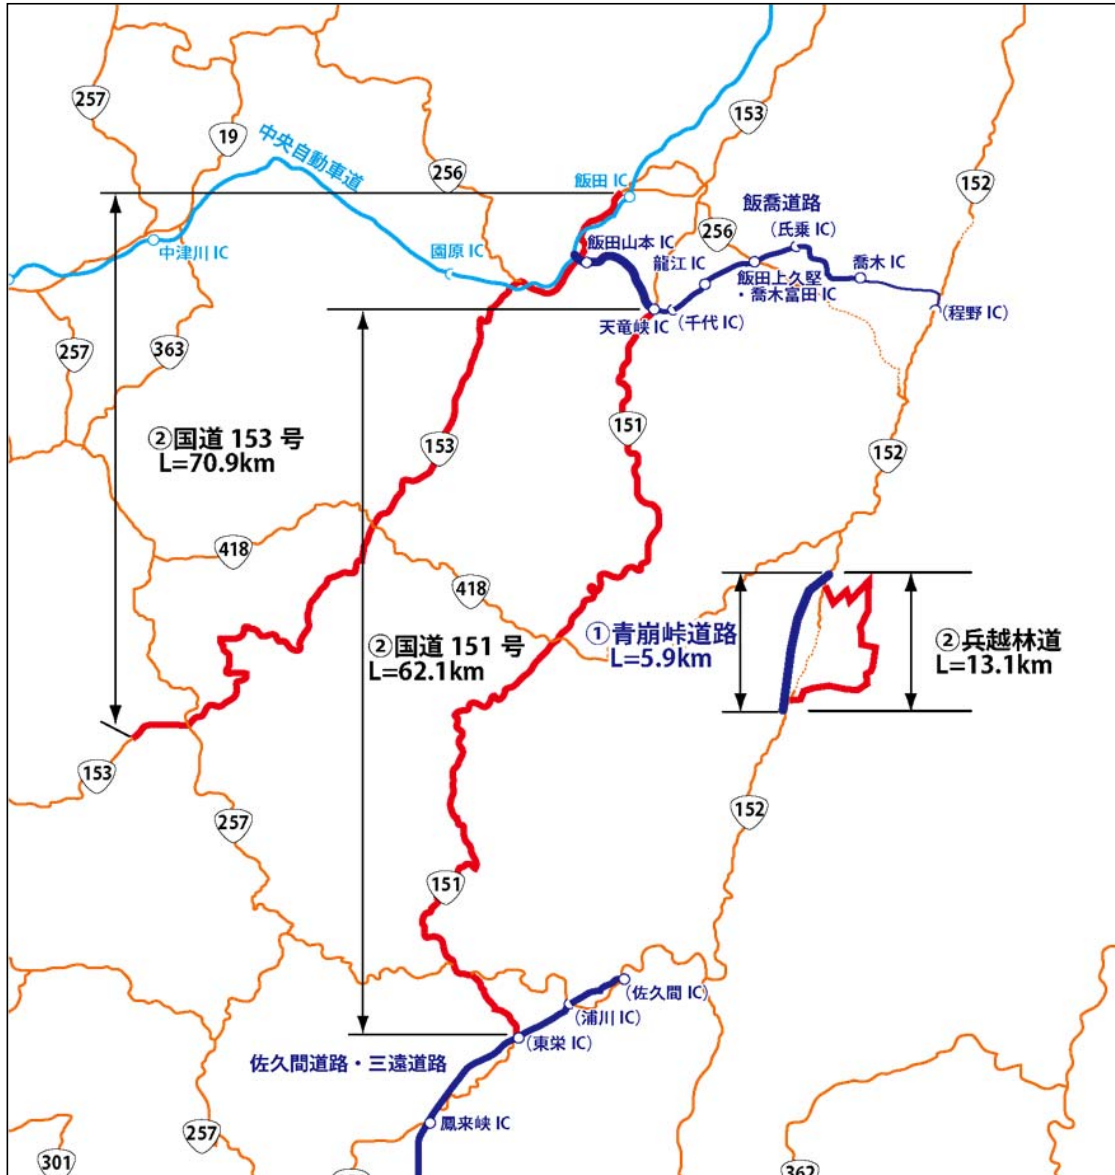 257
19
中央自動車道
256
153
飯田 IC
152
飯喬道路
256
(氏乗 IC)
中津川 IC
園原 IC
飯田山本 IC
龍江 IC
喬木 IC
飯田上久堅
・喬木富田 IC
天竜峡 IC
(千代 IC)
(程野 IC)
257
363
②国道 153 号
L=70.9km
153
151
152
418
418
②国道 151 号
L=62.1km
①青崩峠道路
L=5.9km
②兵越林道
L=13.1km
153
257
152
151
(佐久間 IC)
(浦川 IC)
(東栄 IC)
佐久間道路・三遠道路
鳳来峡 IC
257
301
362